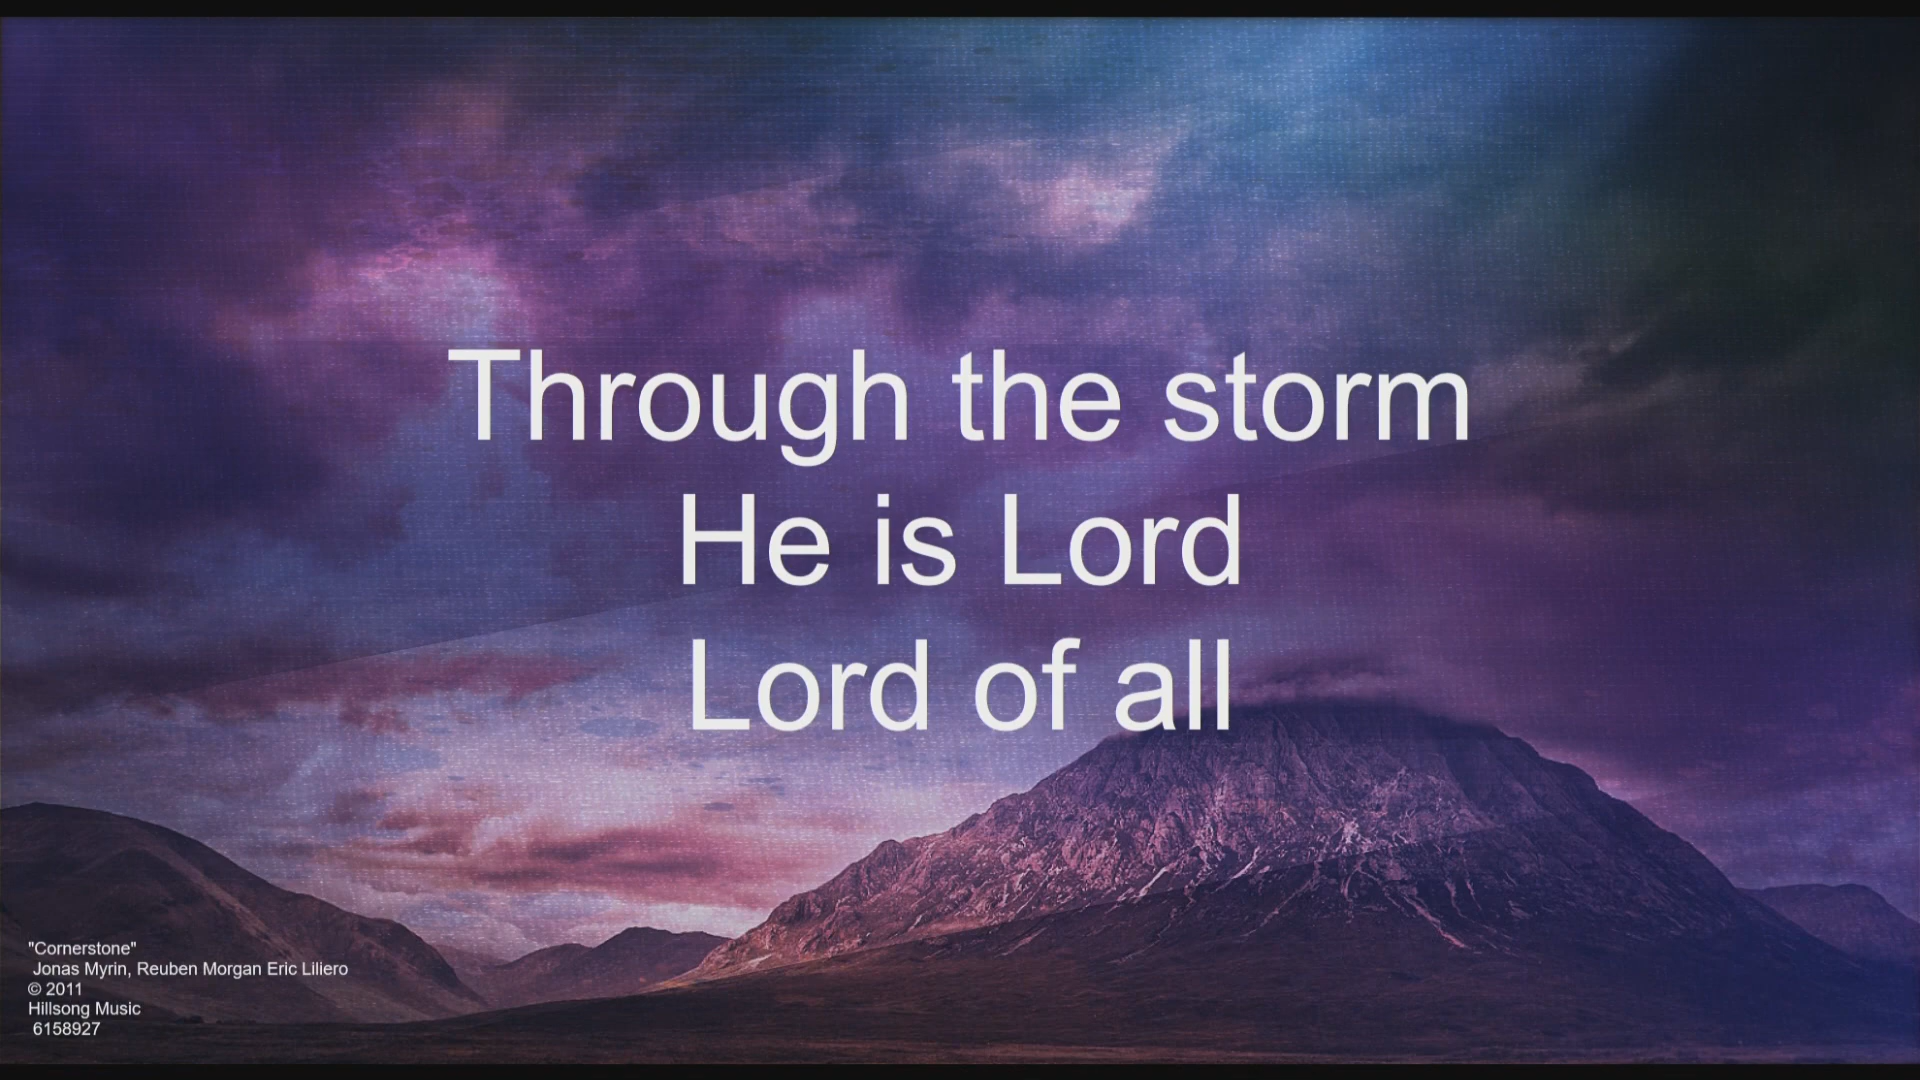 Through the storm
He is Lord
Lord of all
"Cornerstone"
Jonas Myrin, Reuben Morgan Eric Liliero
© 2011
Hillsong Music
6158927